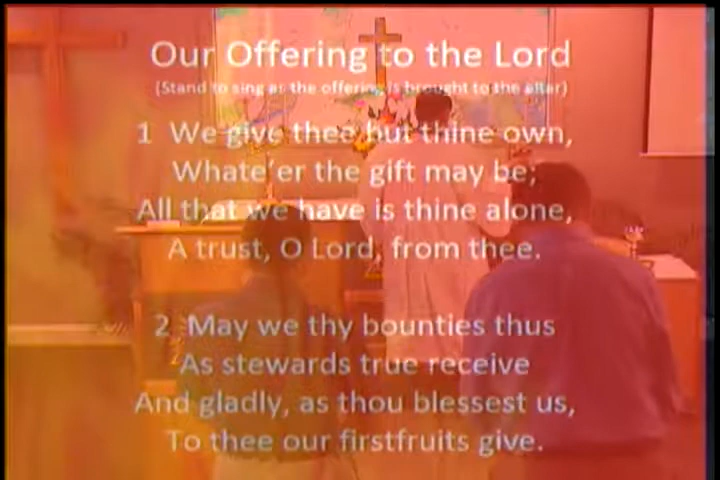 Our Offering to the Lord
(Stand to sing as the offering is brought to the altar)
1 We give thee but thine own,
Whate'er the gift may be;
All that we have is thine alone,
A trust, O Lord, from thee.
2 May we thy bounties thus
As stewards true receive
And gladly, as thou blessest us,
To thee our firstfruits give.